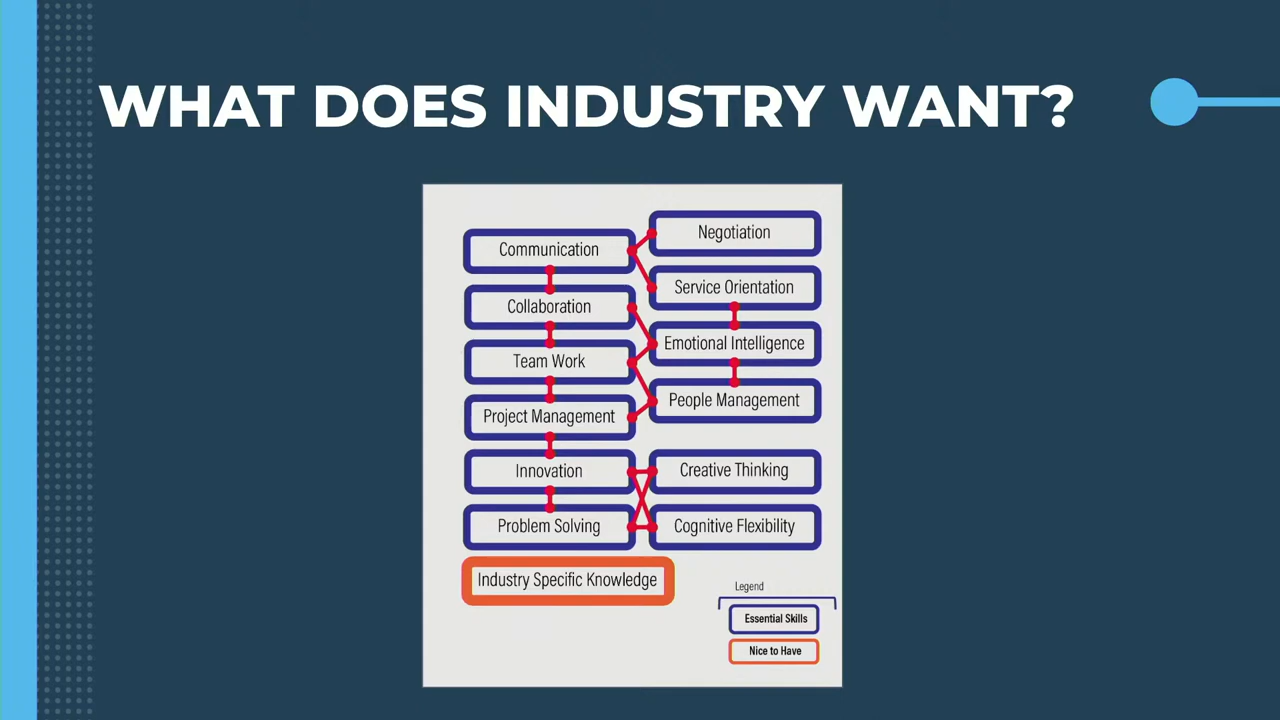 WHAT DOES INDUSTRY WANT?
Communication
Collaboration
Team Work
Project Management
Innovation
Problem Solving
Industry Specific Knowledge
Negotiation
Service Orientation
Emotional Intelligence
People Management
Creative Thinking
Cognitive Flexibility
Legend
Essential Skills
Nice to Have